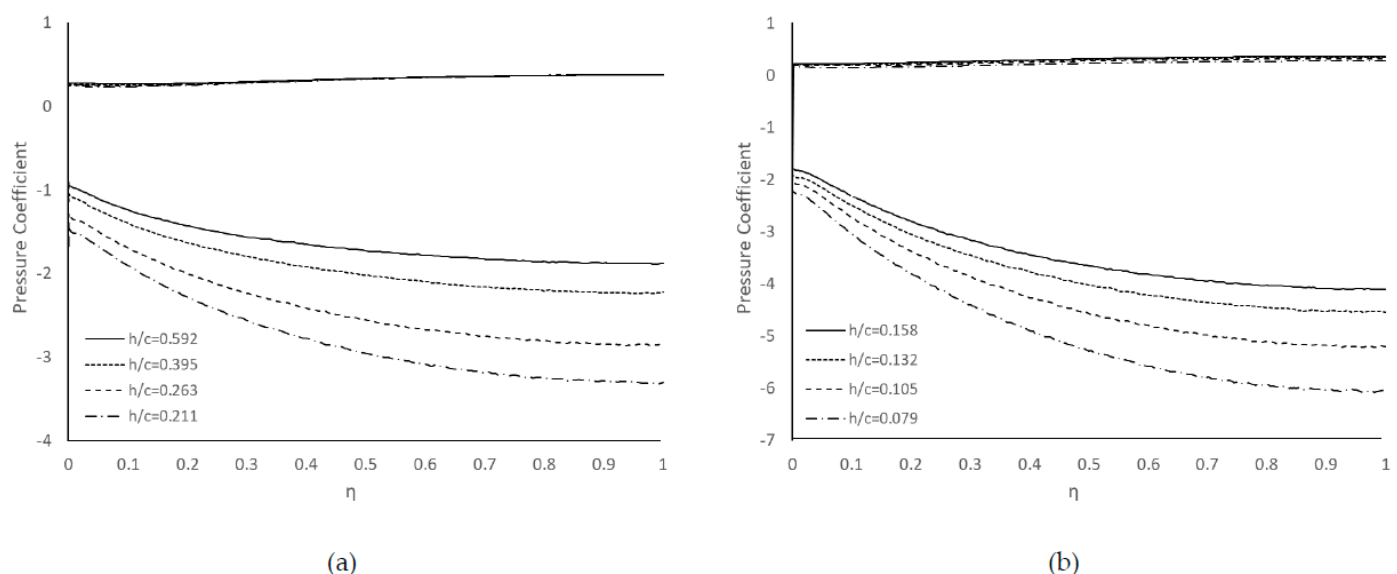 1
0
-1
-2
-3
-4
Pressure Coefficient
h/c=0.592
h/c=0.395
h/c=0.263
h/c=0.211
0 0.1 0.2 0.3 0.4 0.5 0.6 0.7 0.8 0.9 1
η
(a)
1
0
-1
-2
-3
-4
-5
-6
-7
Pressure Coefficient
h/c=0.158
h/c=0.132
h/c=0.105
h/c=0.079
0 0.1 0.2 0.3 0.4 0.5 0.6 0.7 0.8 0.9 1
η
(b)